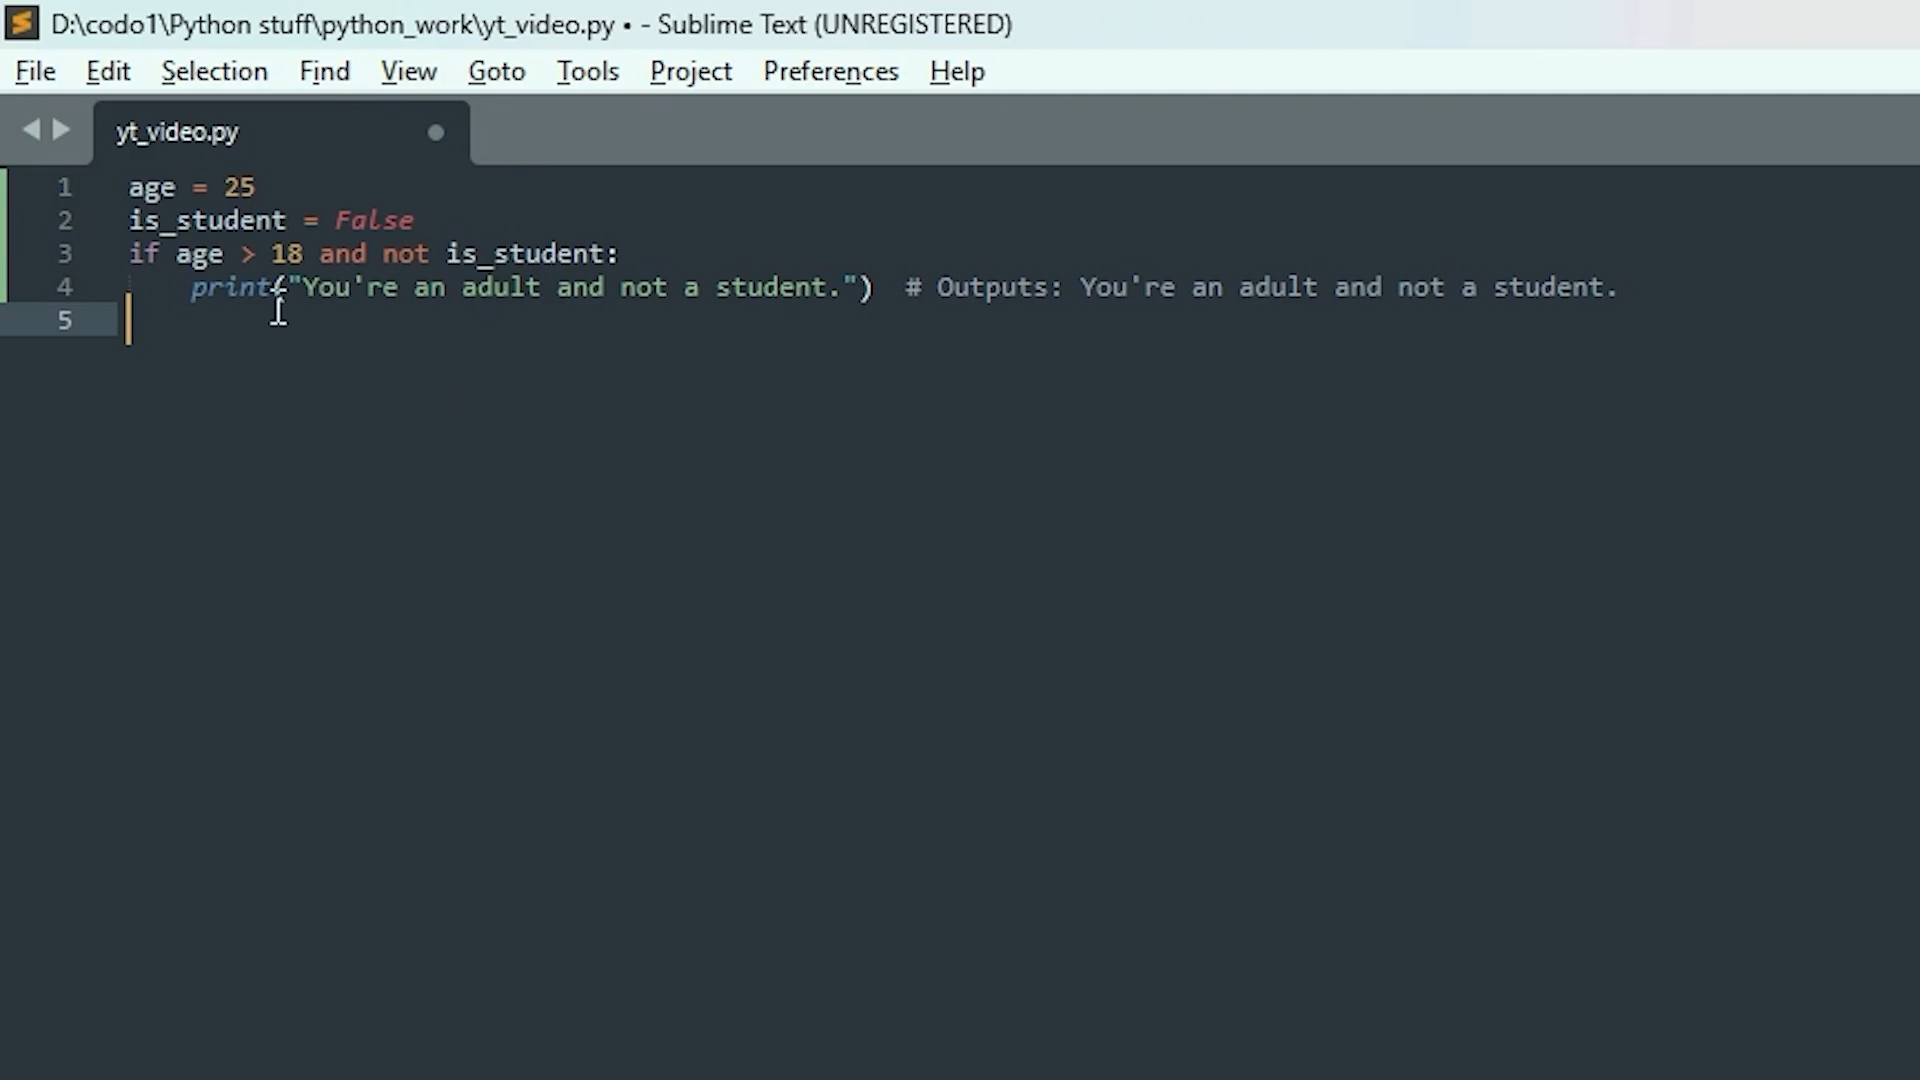 D:\codo1\Python stuff\python_work\yt_video.py • - Sublime Text (UNREGISTERED)
File Edit Selection Find View Goto Tools Project Preferences Help
yt_video.py
1 age = 25
2 is_student = False
3 if age > 18 and not is_student:
4     print("You're an adult and not a student.")  # Outputs: You're an adult and not a student.
5